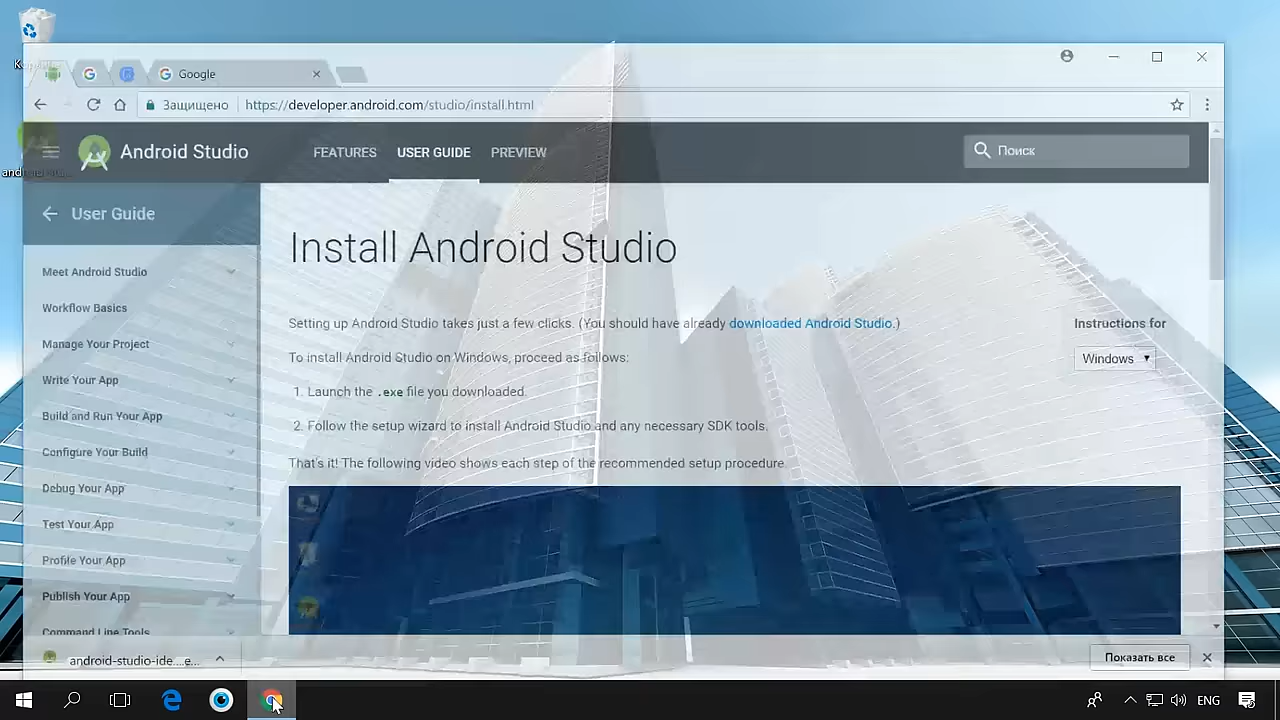 Google
Защищено
https://developer.android.com/studio/install.html
Android Studio
FEATURES
USER GUIDE
PREVIEW
Поиск
User Guide
Meet Android Studio
Workflow Basics
Manage Your Project
Write Your App
Build and Run Your App
Configure Your Build
Debug Your App
Test Your App
Profile Your App
Publish Your App
Command Line Tools
Install Android Studio
Setting up Android Studio takes just a few clicks. (You should have already downloaded Android Studio.)
To install Android Studio on Windows, proceed as follows:
1. Launch the .exe file you downloaded.
2. Follow the setup wizard to install Android Studio and any necessary SDK tools.
That's it! The following video shows each step of the recommended setup procedure.
Instructions for
Windows
android-studio-ide....e...
Показать все
ENG